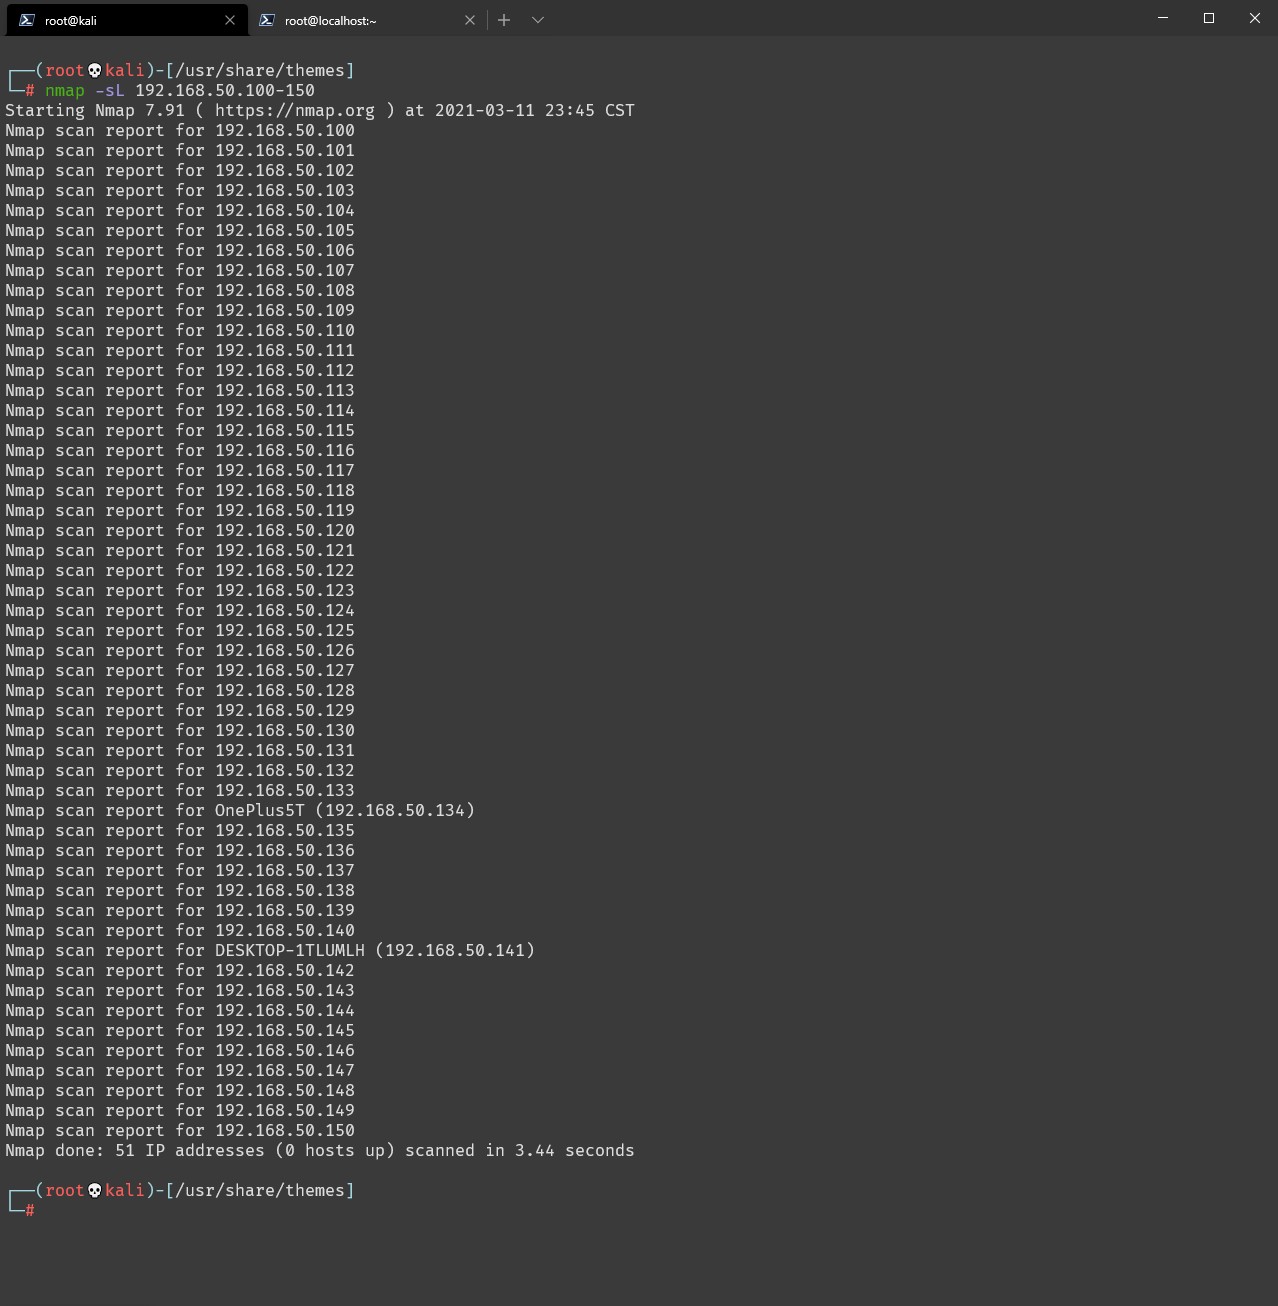 root@kali
root@localhost:~
┌──(root💀kali)-[/usr/share/themes]
└─# nmap -sL 192.168.50.100-150
Starting Nmap 7.91 ( https://nmap.org ) at 2021-03-11 23:45 CST
Nmap scan report for 192.168.50.100
Nmap scan report for 192.168.50.101
Nmap scan report for 192.168.50.102
Nmap scan report for 192.168.50.103
Nmap scan report for 192.168.50.104
Nmap scan report for 192.168.50.105
Nmap scan report for 192.168.50.106
Nmap scan report for 192.168.50.107
Nmap scan report for 192.168.50.108
Nmap scan report for 192.168.50.109
Nmap scan report for 192.168.50.110
Nmap scan report for 192.168.50.111
Nmap scan report for 192.168.50.112
Nmap scan report for 192.168.50.113
Nmap scan report for 192.168.50.114
Nmap scan report for 192.168.50.115
Nmap scan report for 192.168.50.116
Nmap scan report for 192.168.50.117
Nmap scan report for 192.168.50.118
Nmap scan report for 192.168.50.119
Nmap scan report for 192.168.50.120
Nmap scan report for 192.168.50.121
Nmap scan report for 192.168.50.122
Nmap scan report for 192.168.50.123
Nmap scan report for 192.168.50.124
Nmap scan report for 192.168.50.125
Nmap scan report for 192.168.50.126
Nmap scan report for 192.168.50.127
Nmap scan report for 192.168.50.128
Nmap scan report for 192.168.50.129
Nmap scan report for 192.168.50.130
Nmap scan report for 192.168.50.131
Nmap scan report for 192.168.50.132
Nmap scan report for 192.168.50.133
Nmap scan report for OnePlus5T (192.168.50.134)
Nmap scan report for 192.168.50.135
Nmap scan report for 192.168.50.136
Nmap scan report for 192.168.50.137
Nmap scan report for 192.168.50.138
Nmap scan report for 192.168.50.139
Nmap scan report for 192.168.50.140
Nmap scan report for DESKTOP-1TLUMLH (192.168.50.141)
Nmap scan report for 192.168.50.142
Nmap scan report for 192.168.50.143
Nmap scan report for 192.168.50.144
Nmap scan report for 192.168.50.145
Nmap scan report for 192.168.50.146
Nmap scan report for 192.168.50.147
Nmap scan report for 192.168.50.148
Nmap scan report for 192.168.50.149
Nmap scan report for 192.168.50.150
Nmap done: 51 IP addresses (0 hosts up) scanned in 3.44 seconds
┌──(root💀kali)-[/usr/share/themes]
└─#